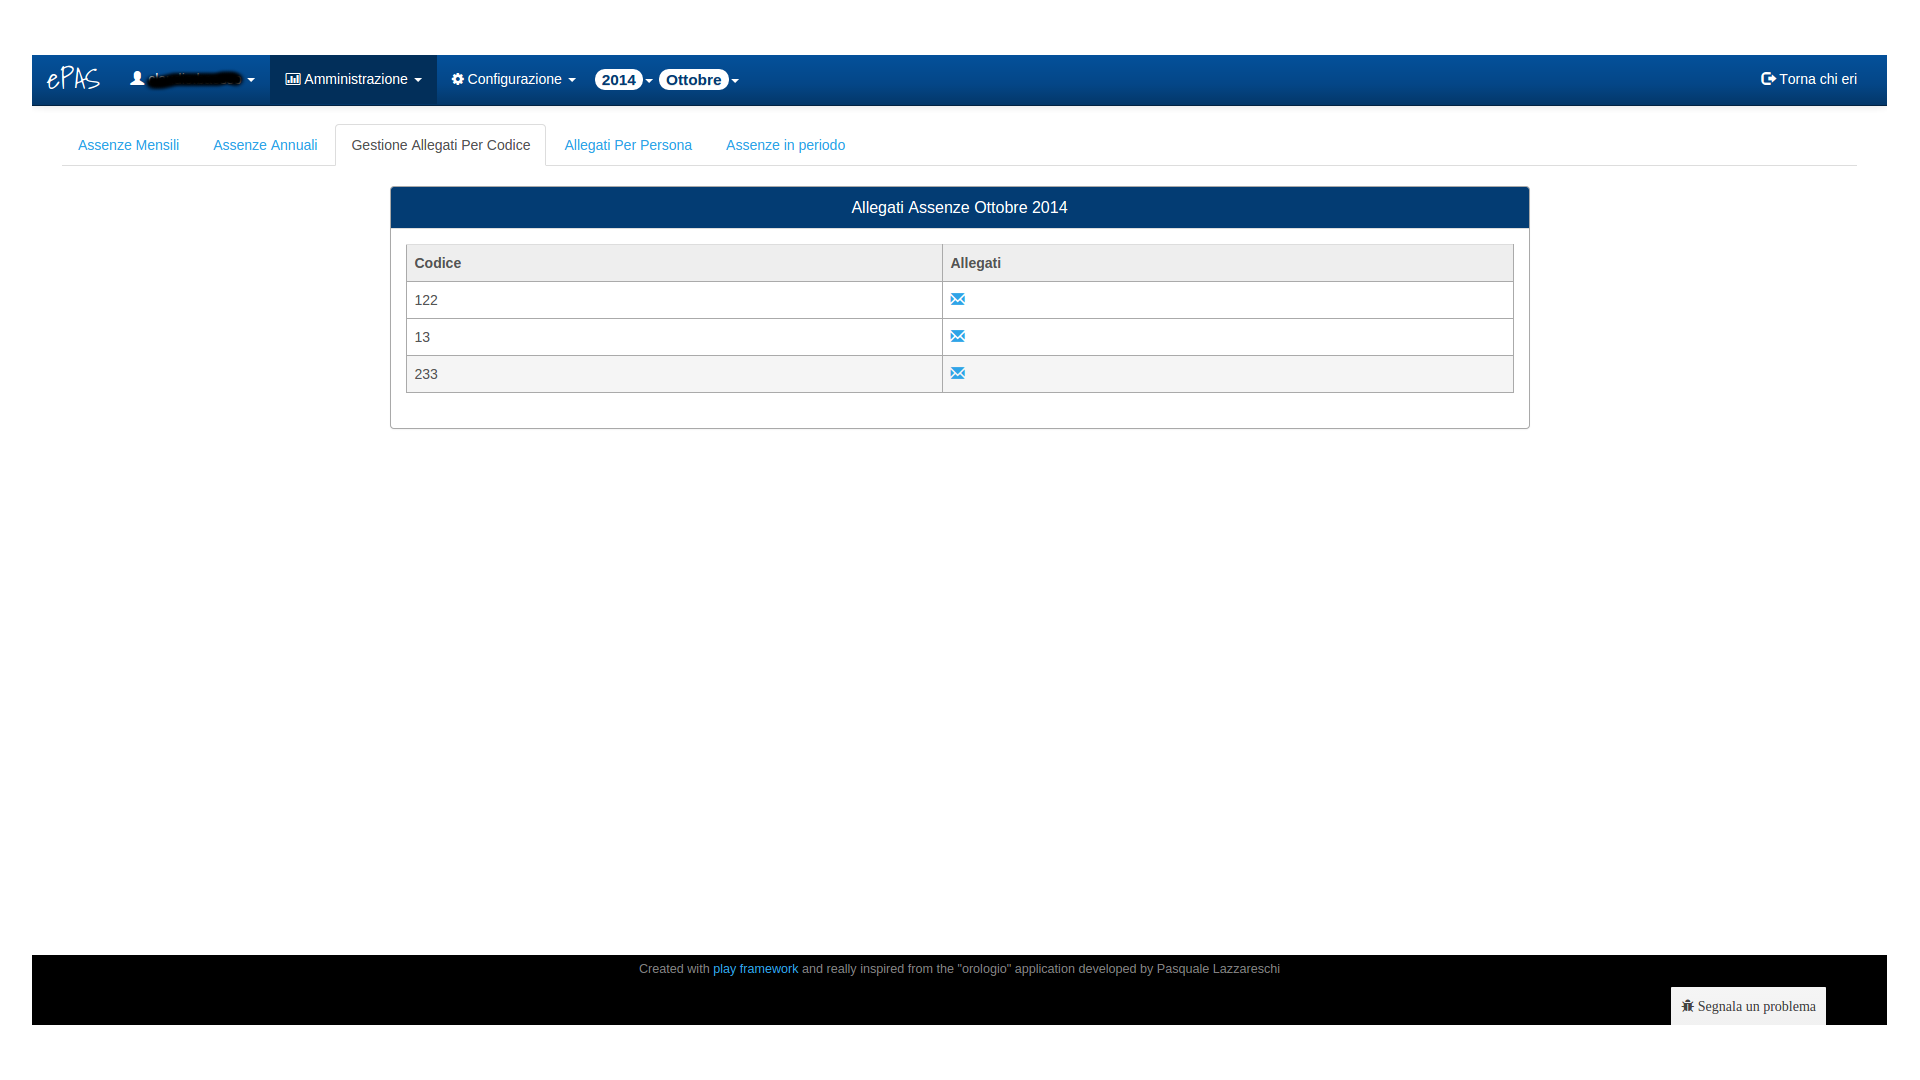 ePAS Amministrazione Configurazione 2014 Ottobre Torna chi eri
Assenze Mensili Assenze Annuali Gestione Allegati Per Codice Allegati Per Persona Assenze in periodo
Allegati Assenze Ottobre 2014
Codice Allegati
122
13
233
Created with play framework and really inspired from the "orologio" application developed by Pasquale Lazzareschi
Segnala un problema